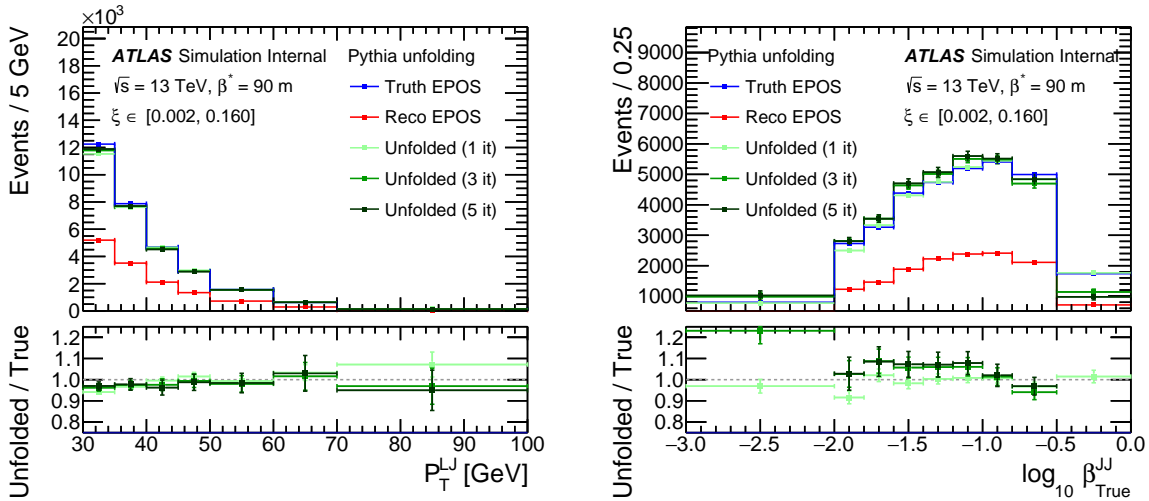 ×10³
Events / 5 GeV
20
18
16
14
12
10
8
6
4
2
0
ATLAS Simulation Internal
√s = 13 TeV, β* = 90 m
ξ ∈ [0.002, 0.160]
Pythia unfolding
Truth EPOS
Reco EPOS
Unfolded (1 it)
Unfolded (3 it)
Unfolded (5 it)
Unfolded / True
1.2
1.1
1.0
0.9
0.8
30 40 50 60 70 80 90 100
P_T^LJ [GeV]
Events / 0.25
9000
8000
7000
6000
5000
4000
3000
2000
1000
Pythia unfolding
Truth EPOS
Reco EPOS
Unfolded (1 it)
Unfolded (3 it)
Unfolded (5 it)
ATLAS Simulation Internal
√s = 13 TeV, β* = 90 m
ξ ∈ [0.002, 0.160]
Unfolded / True
1.2
1.1
1.0
0.9
0.8
−3.0 −2.5 −2.0 −1.5 −1.0 −0.5 0.0
log₁₀ β_True^JJ